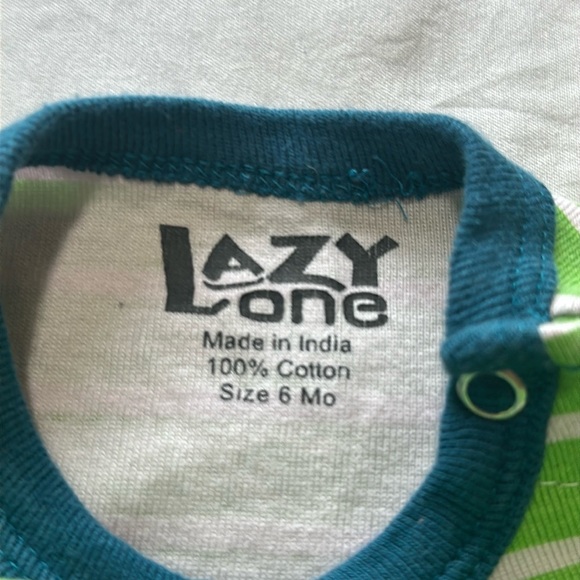 LAZY
one
Made in India
100% Cotton
Size 6 Mo